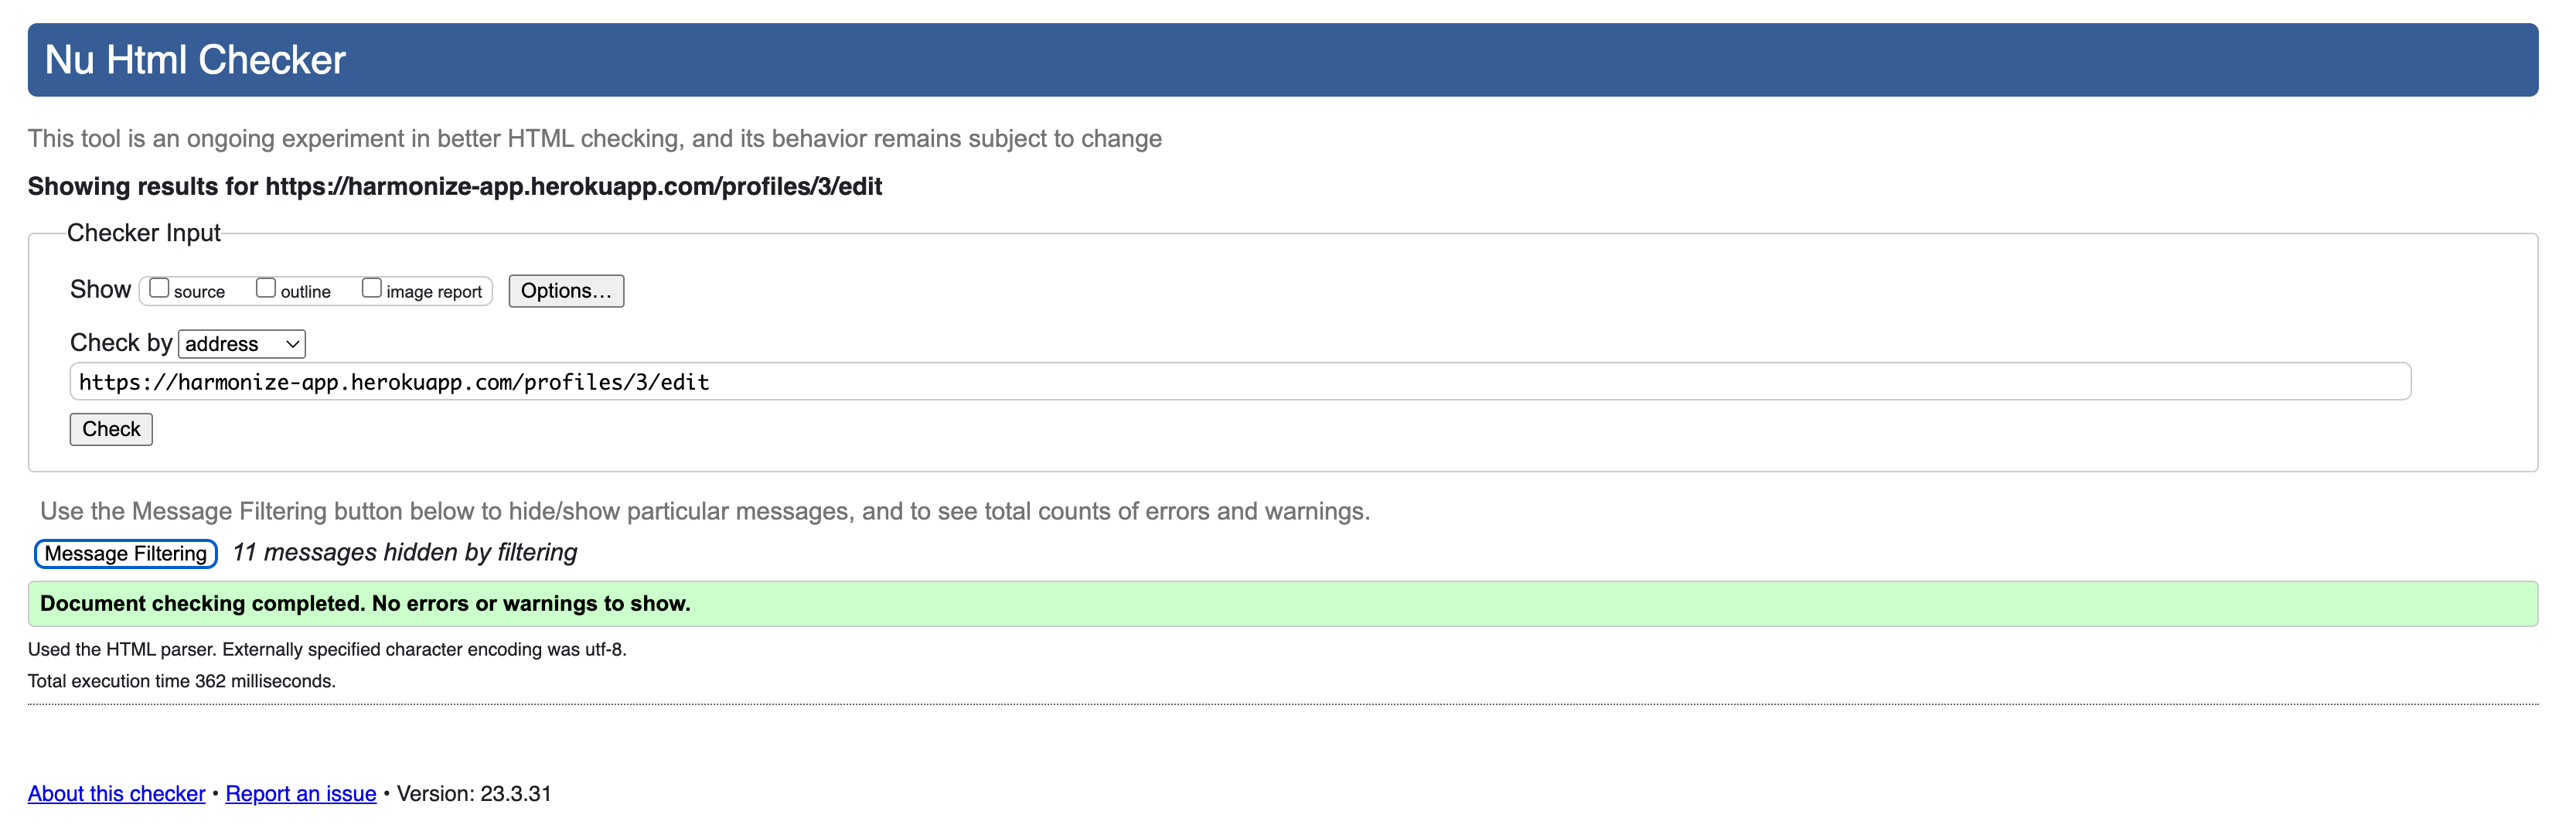 Nu Html Checker
This tool is an ongoing experiment in better HTML checking, and its behavior remains subject to change
Showing results for https://harmonize-app.herokuapp.com/profiles/3/edit
Checker Input
Show source outline image report Options...
Check by address
https://harmonize-app.herokuapp.com/profiles/3/edit
Check
Use the Message Filtering button below to hide/show particular messages, and to see total counts of errors and warnings.
Message Filtering 11 messages hidden by filtering
Document checking completed. No errors or warnings to show.
Used the HTML parser. Externally specified character encoding was utf-8.
Total execution time 362 milliseconds.
About this checker • Report an issue • Version: 23.3.31